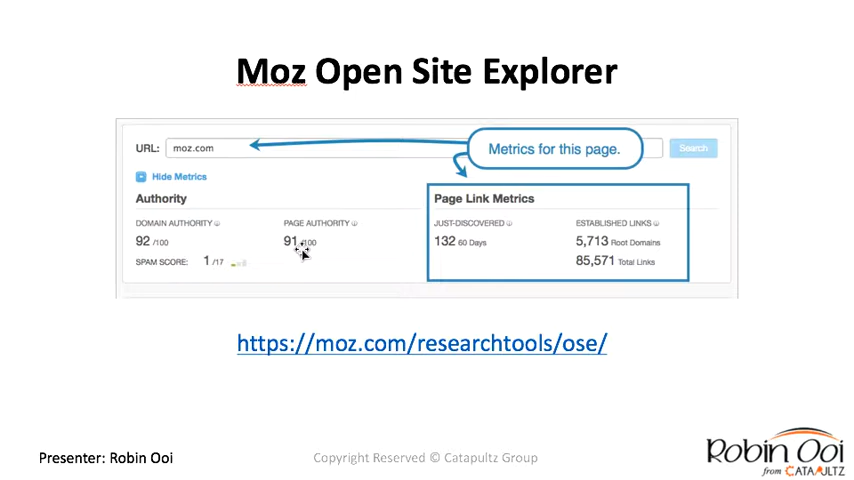 Moz Open Site Explorer
URL: moz.com
Metrics for this page.
Search
Hide Metrics
Authority
Page Link Metrics
DOMAIN AUTHORITY
PAGE AUTHORITY
JUST-DISCOVERED
ESTABLISHED LINKS
92 /100
91 /100
132 60 Days
5,713 Root Domains
SPAM SCORE: 1 /17
85,571 Total Links
https://moz.com/researchtools/ose/
Presenter: Robin Ooi
Copyright Reserved © Catapultz Group
Robin Ooi
from CATAPULTZ